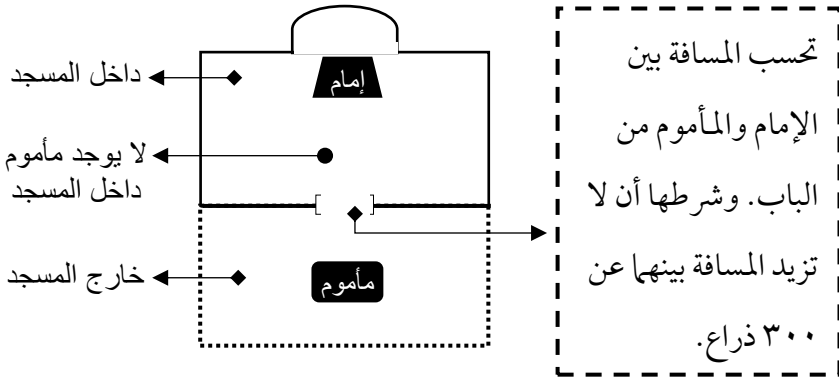 تحسب المسافة بين
الإمام والمأموم من
الباب. وشرطها أن لا
تزيد المسافة بينهما عن
٣٠٠ ذراع.
إمام
داخل المسجد
لا يوجد مأموم
داخل المسجد
خارج المسجد
مأموم